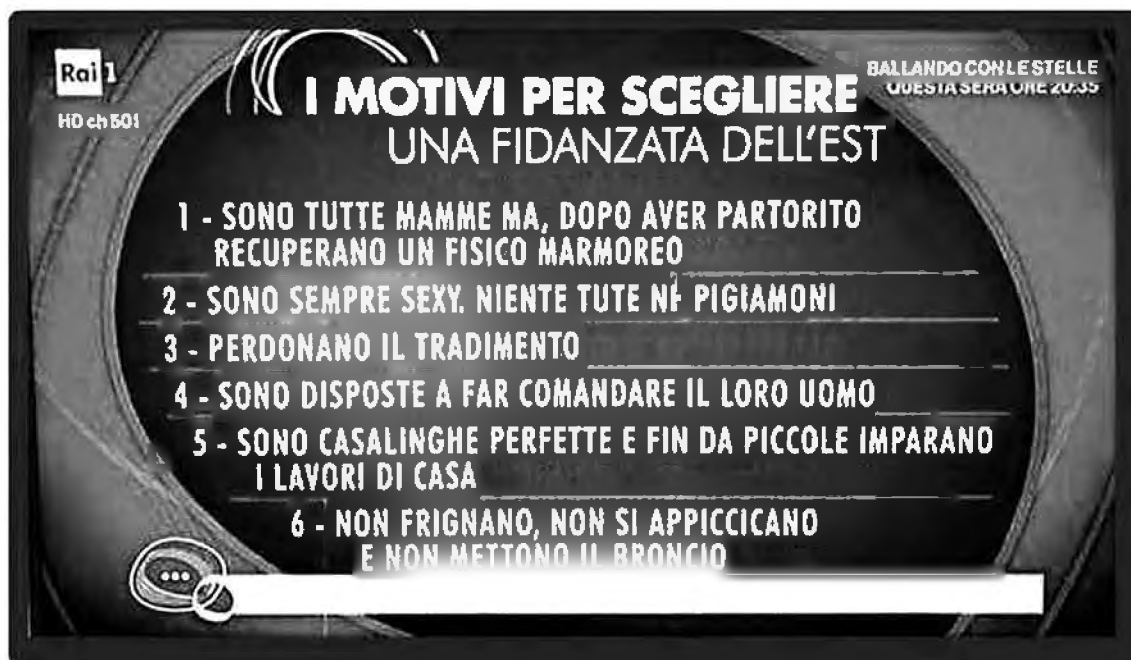 Rai 1
HD ch 501
BALLANDO CON LE STELLE
QUESTA SERA ORE 20:35
I MOTIVI PER SCEGLIERE
UNA FIDANZATA DELL'EST
1 - SONO TUTTE MAMME MA, DOPO AVER PARTORITO
RECUPERANO UN FISICO MARMOREO
2 - SONO SEMPRE SEXY. NIENTE TUTE NÈ PIGIAMONI
3 - PERDONANO IL TRADIMENTO
4 - SONO DISPOSTE A FAR COMANDARE IL LORO UOMO
5 - SONO CASALINGHE PERFETTE E FIN DA PICCOLE IMPARANO
I LAVORI DI CASA
6 - NON FRIGNANO, NON SI APPICCICANO
E NON METTONO IL BRONCIO